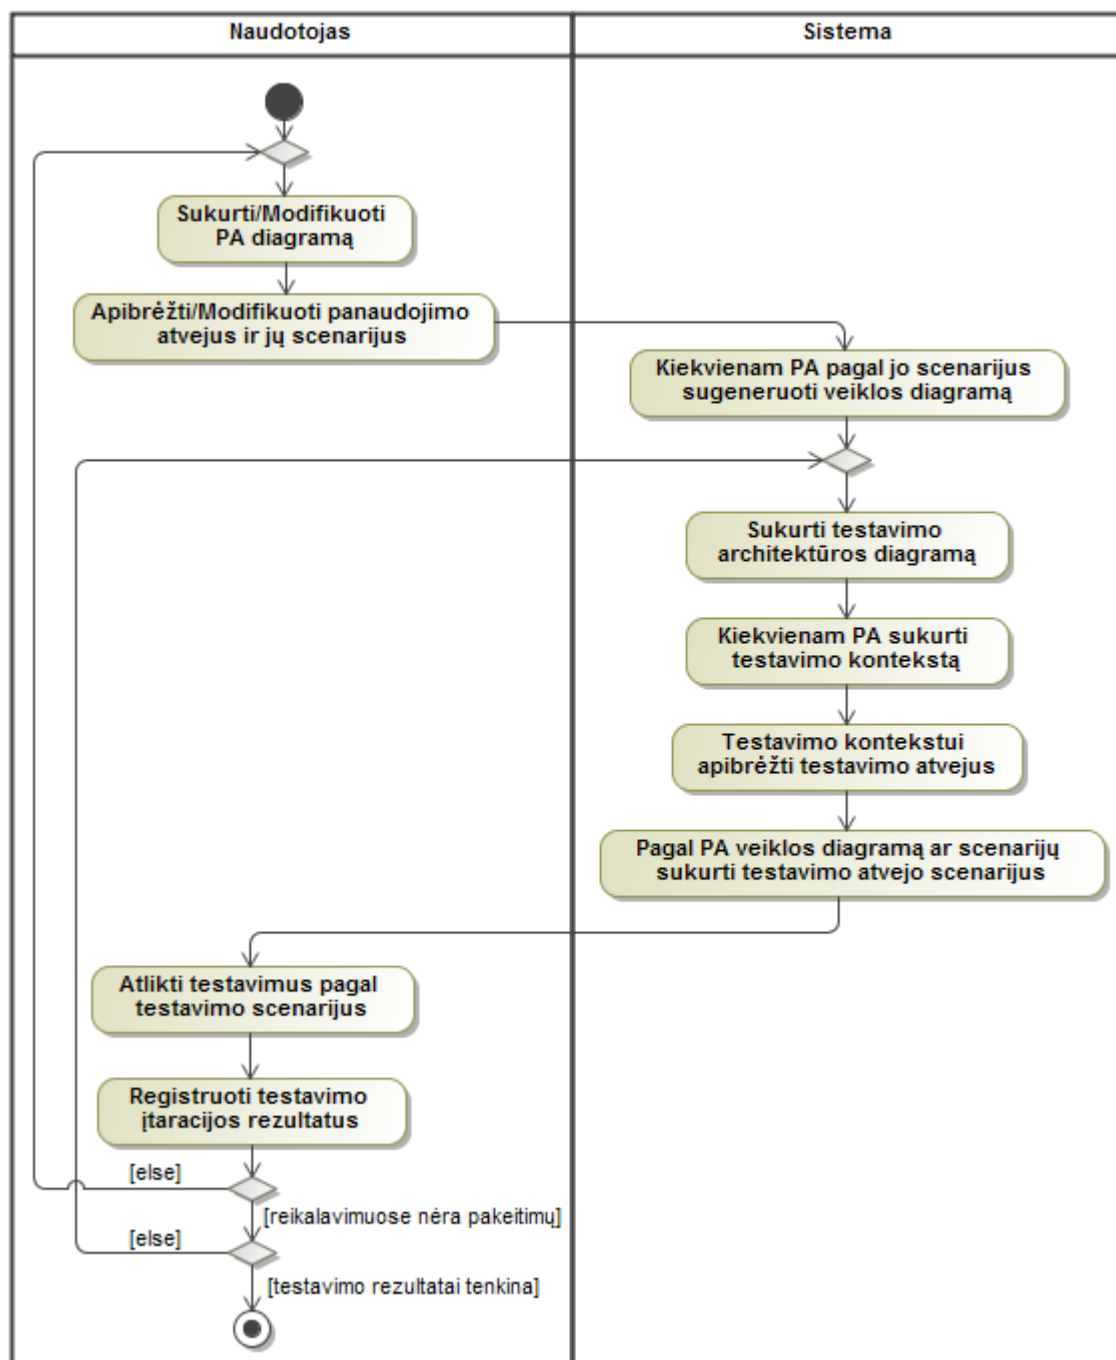 Naudotojas
Sistema
Sukurti/Modifikuoti
PA diagramą
Apibrėžti/Modifikuoti panaudojimo
atvejus ir jų scenarijus
Kiekvienam PA pagal jo scenarijus
sugeneruoti veiklos diagramą
Sukurti testavimo
architektūros diagramą
Kiekvienam PA sukurti
testavimo kontekstą
Testavimo kontekstui
apibrėžti testavimo atvejus
Pagal PA veiklos diagramą ar scenarijų
sukurti testavimo atvejo scenarijus
Atlikti testavimus pagal
testavimo scenarijus
Registruoti testavimo
įtaracijos rezultatus
[else]
[reikalavimuose nėra pakeitimų]
[else]
[testavimo rezultatai tenkina]